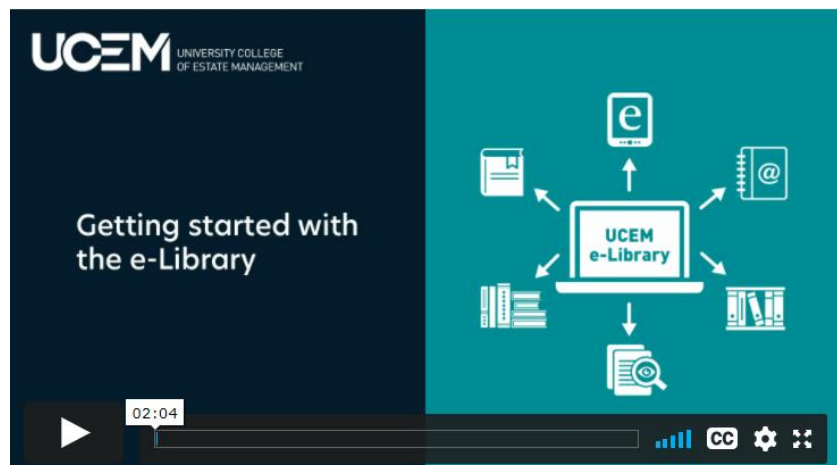 UCEM
UNIVERSITY COLLEGE
OF ESTATE MANAGEMENT
Getting started with
the e-Library
e
@
UCEM
e-Library
02:04
CC